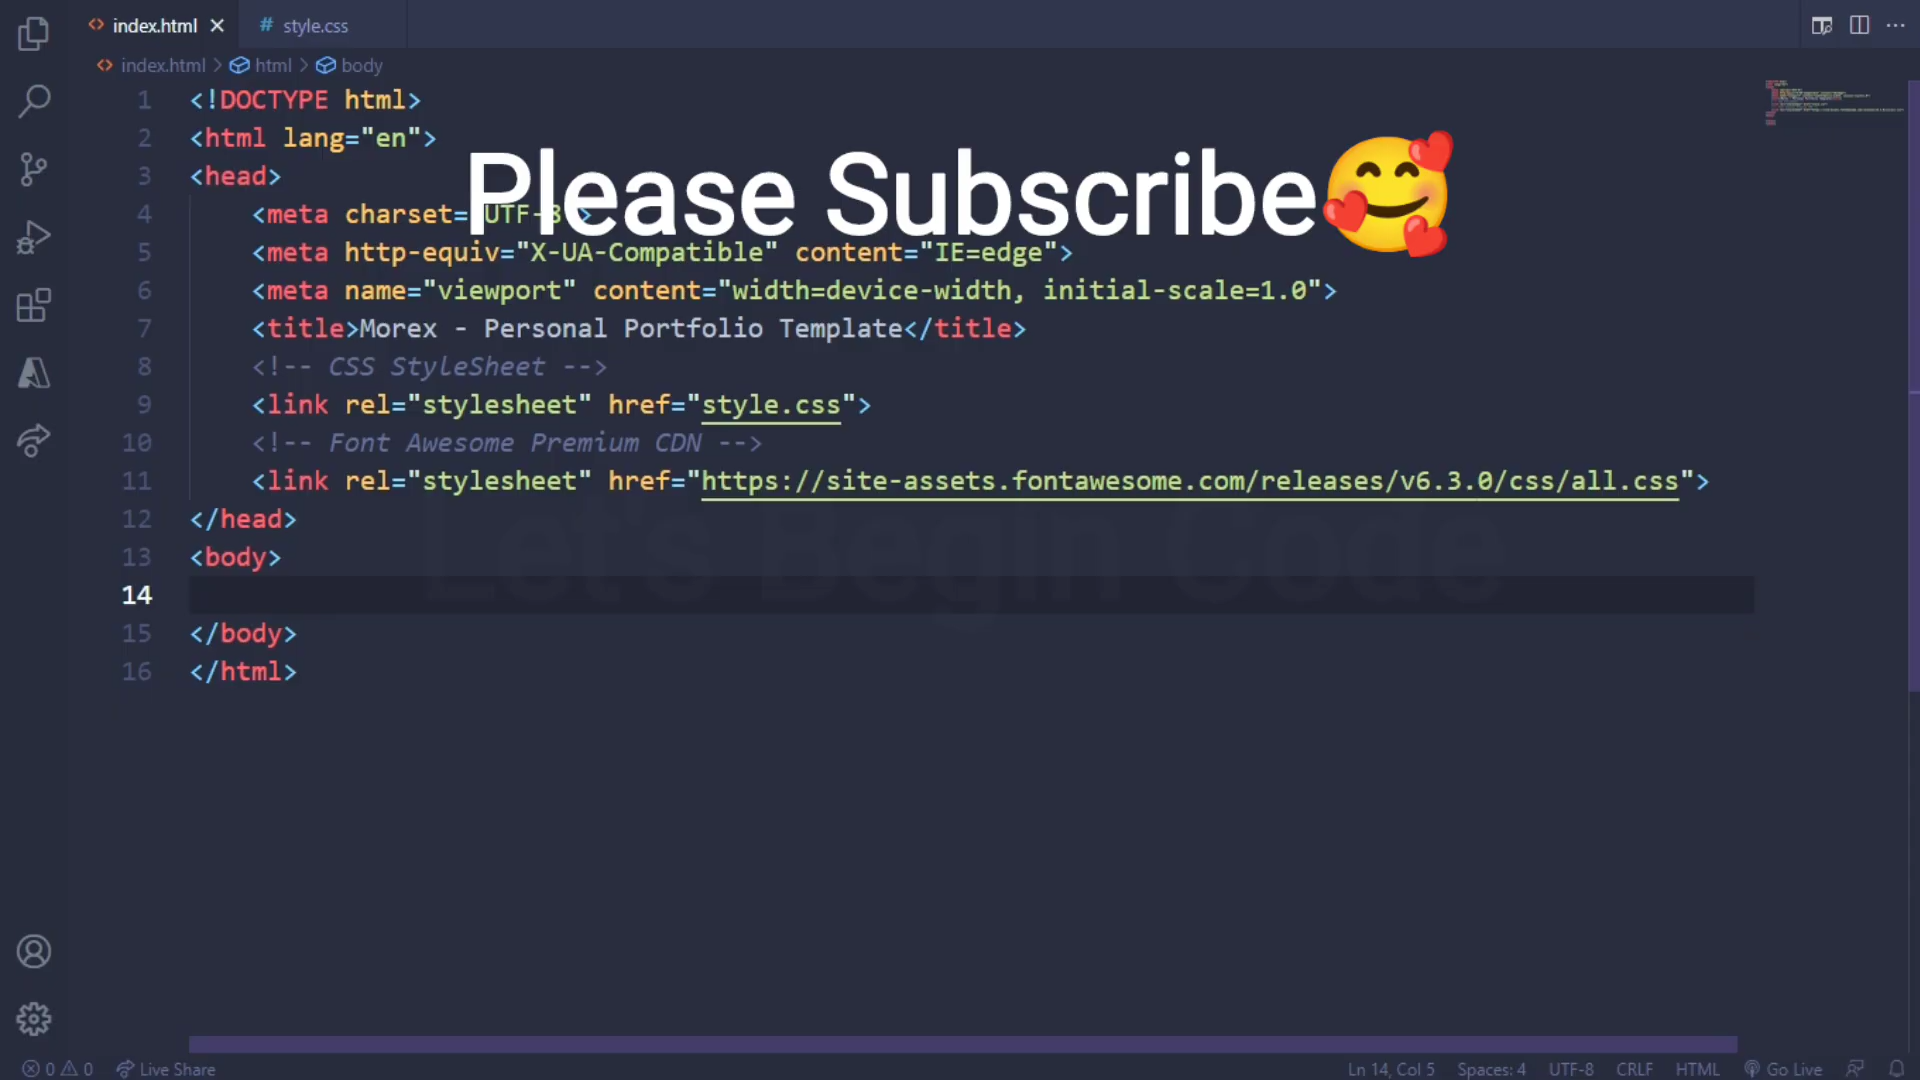 index.html
# style.css
index.html > html > body
1 <!DOCTYPE html>
2 <html lang="en">
3 <head>
Please Subscribe🥰
4 <meta charset="UTF-8">
5 <meta http-equiv="X-UA-Compatible" content="IE=edge">
6 <meta name="viewport" content="width=device-width, initial-scale=1.0">
7 <title>Morex - Personal Portfolio Template</title>
8 <!-- CSS StyleSheet -->
9 <link rel="stylesheet" href="style.css">
10 <!-- Font Awesome Premium CDN -->
11 <link rel="stylesheet" href="https://site-assets.fontawesome.com/releases/v6.3.0/css/all.css">
12 </head>
13 <body>
Let's Begin Code
14
15 </body>
16 </html>
0 0 Live Share Ln 14, Col 5 Spaces: 4 UTF-8 CRLF HTML Go Live